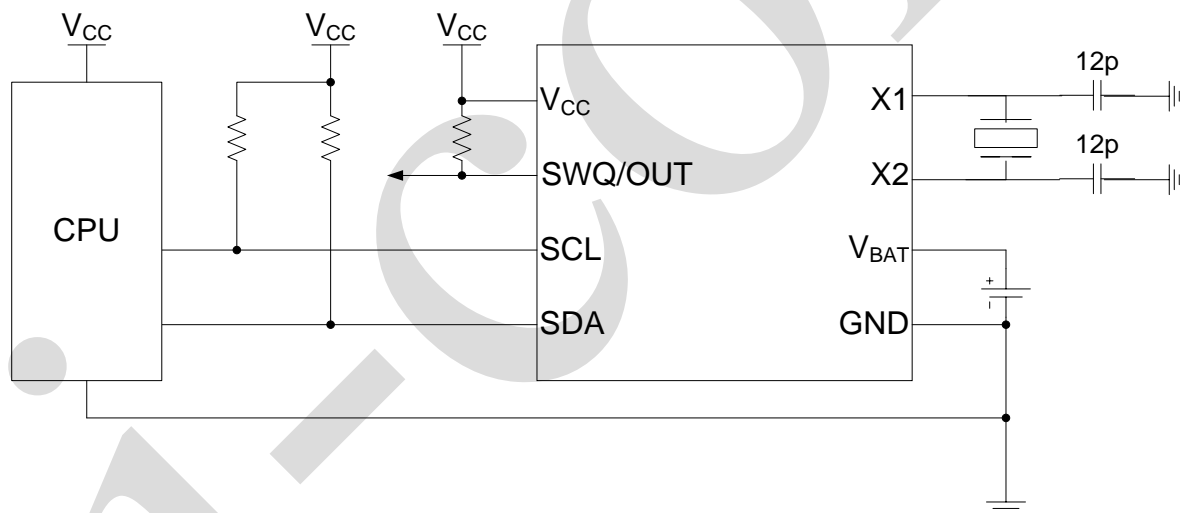 VCC
VCC
VCC
CPU
VCC
SWQ/OUT
SCL
SDA
X1
X2
VBAT
GND
12p
12p
+
-